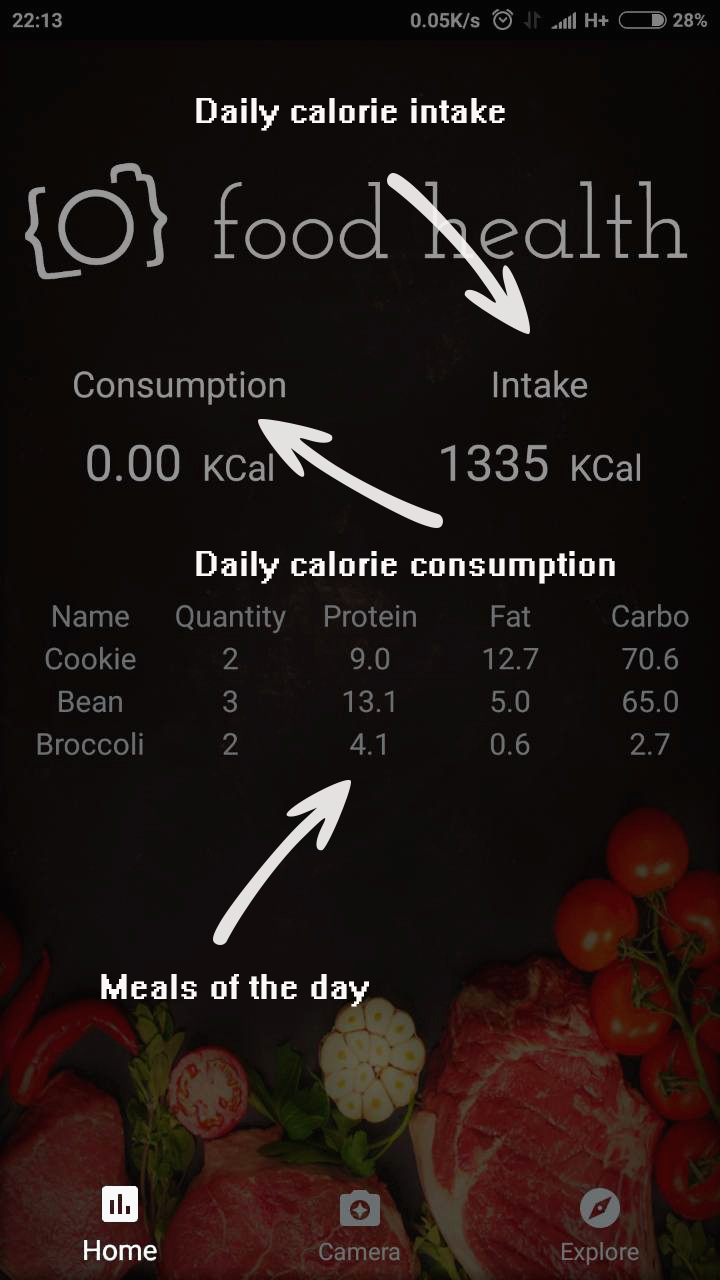 22:13 0.05K/s H+ 28%
Daily calorie intake
food health
Consumption Intake
0.00 KCal 1335 KCal
Daily calorie consumption
Name Quantity Protein Fat Carbo
Cookie 2 9.0 12.7 70.6
Bean 3 13.1 5.0 65.0
Broccoli 2 4.1 0.6 2.7
Meals of the day
Home Camera Explore